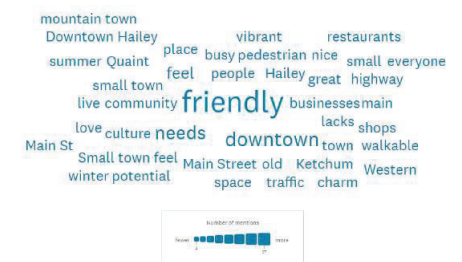 mountain town
Downtown Hailey vibrant restaurants
place busy pedestrian nice
summer Quaint small everyone
feel people Hailey great highway
small town
live community friendly businesses main
love culture needs lacks shops
Main St downtown town walkable
Small town feel Main Street old Ketchum Western
winter potential space traffic charm
Number of mentions
fewer more